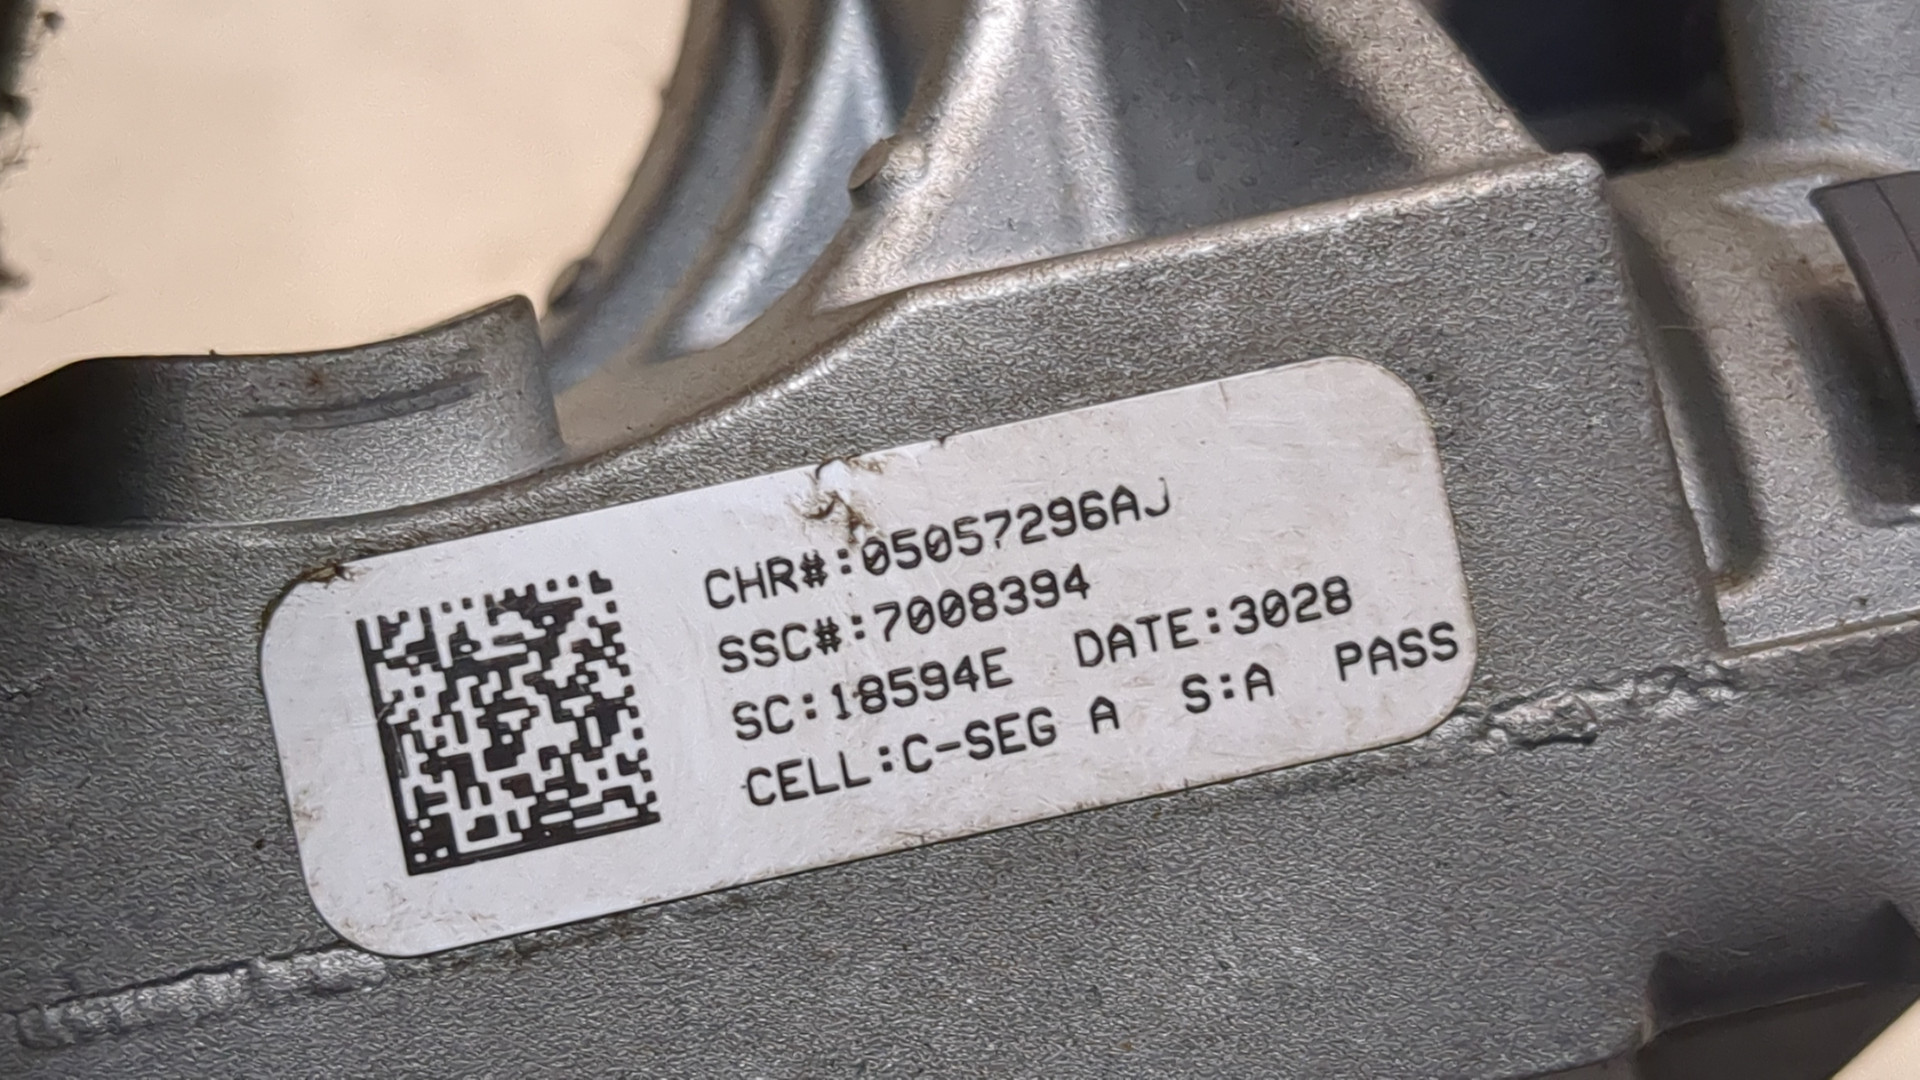 CHR#:05057296AJ
SSC#:7008394
SC:18594E DATE:3028
CELL:C-SEG A S:A PASS